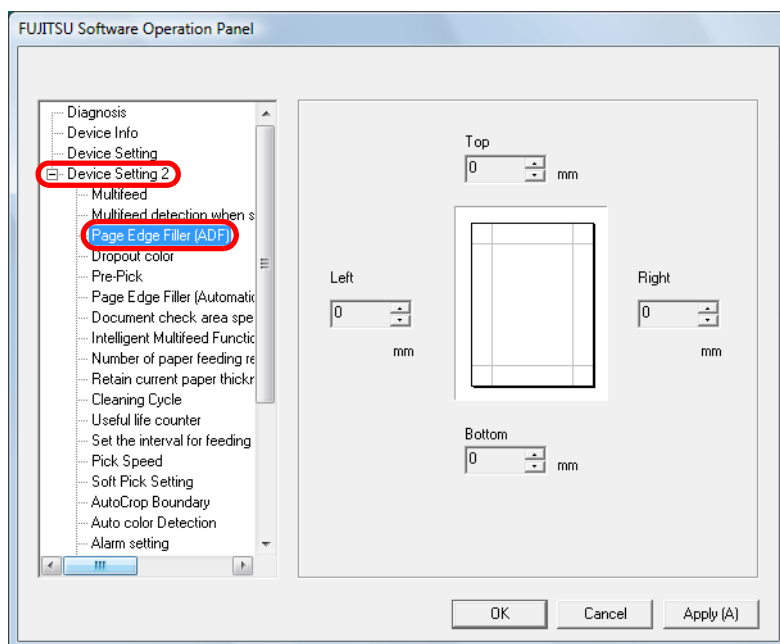 FUJITSU Software Operation Panel
Diagnosis
Device Info
Device Setting
Device Setting 2
Multifeed
Multifeed detection when s
Page Edge Filler (ADF)
Dropout color
Pre-Pick
Page Edge Filler (Automatic
Document check area spe
Intelligent Multifeed Functic
Number of paper feeding re
Retain current paper thickr
Cleaning Cycle
Useful life counter
Set the interval for feeding
Pick Speed
Soft Pick Setting
AutoCrop Boundary
Auto color Detection
Alarm setting
Top
0 mm
Left
0
mm
Right
0
mm
Bottom
0 mm
OK Cancel Apply (A)